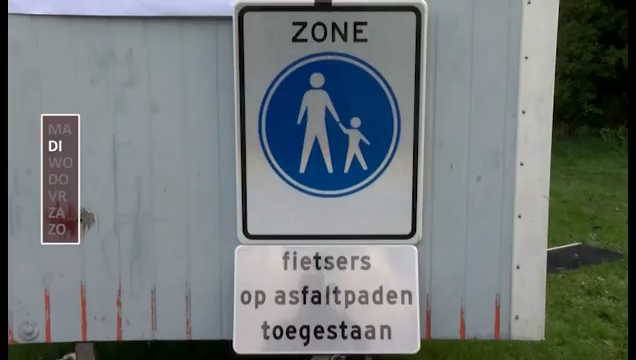 ZONE
MA
DI
WO
DO
VR
ZA
ZO
fietsers
op asfaltpaden
toegestaan